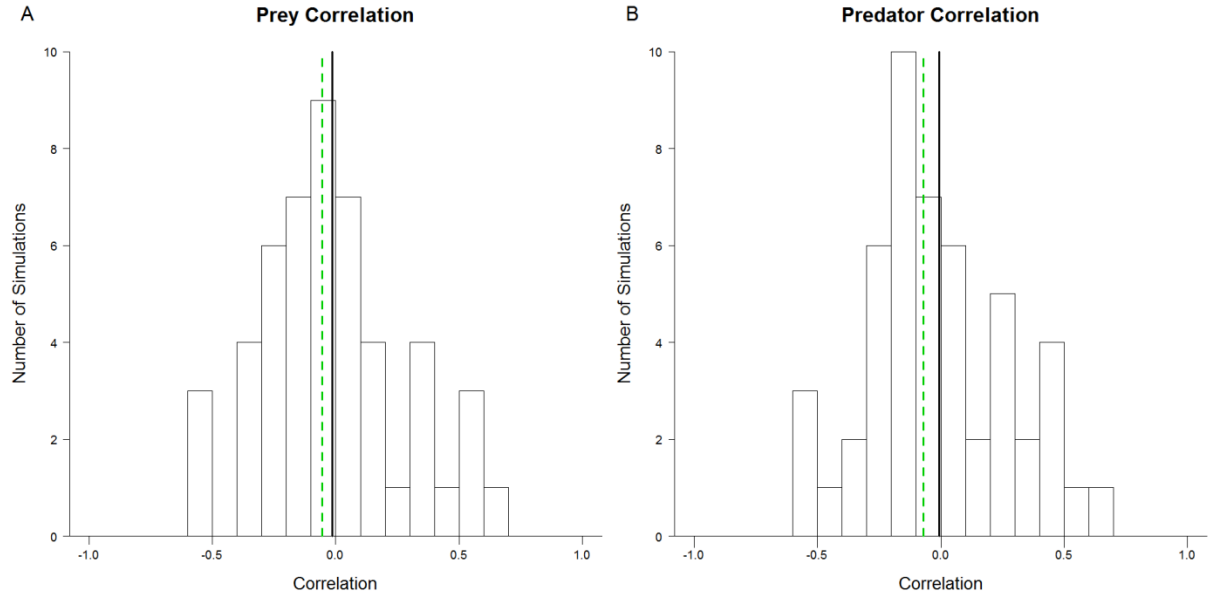 A
Prey Correlation
10
8
6
4
2
0
Number of Simulations
-1.0 -0.5 0.0 0.5 1.0
Correlation
B
Predator Correlation
10
8
6
4
2
0
Number of Simulations
-1.0 -0.5 0.0 0.5 1.0
Correlation